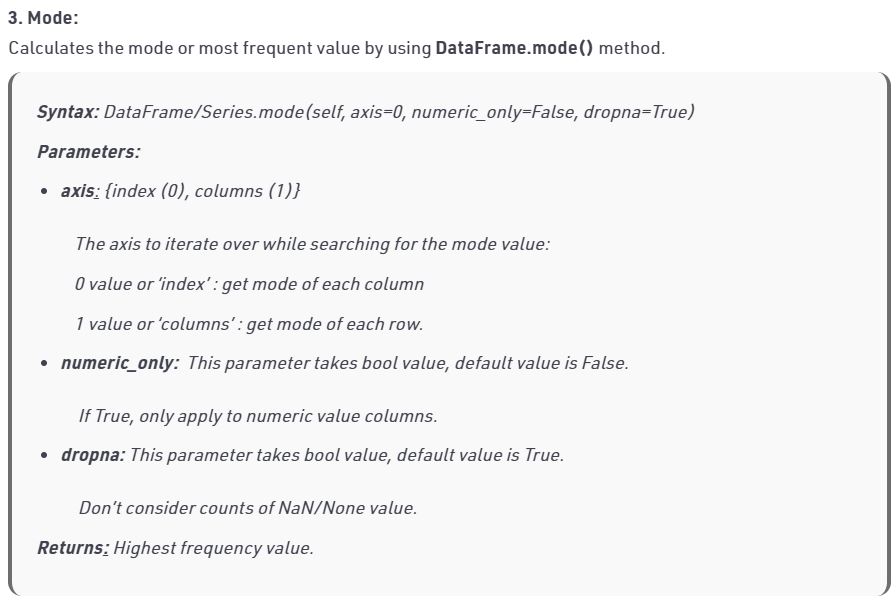 3. Mode:
Calculates the mode or most frequent value by using DataFrame.mode() method.
Syntax: DataFrame/Series.mode(self, axis=0, numeric_only=False, dropna=True)
Parameters:
• axis: {index (0), columns (1)}
The axis to iterate over while searching for the mode value:
0 value or ‘index’ : get mode of each column
1 value or ‘columns’ : get mode of each row.
• numeric_only:  This parameter takes bool value, default value is False.
If True, only apply to numeric value columns.
• dropna: This parameter takes bool value, default value is True.
Don’t consider counts of NaN/None value.
Returns: Highest frequency value.